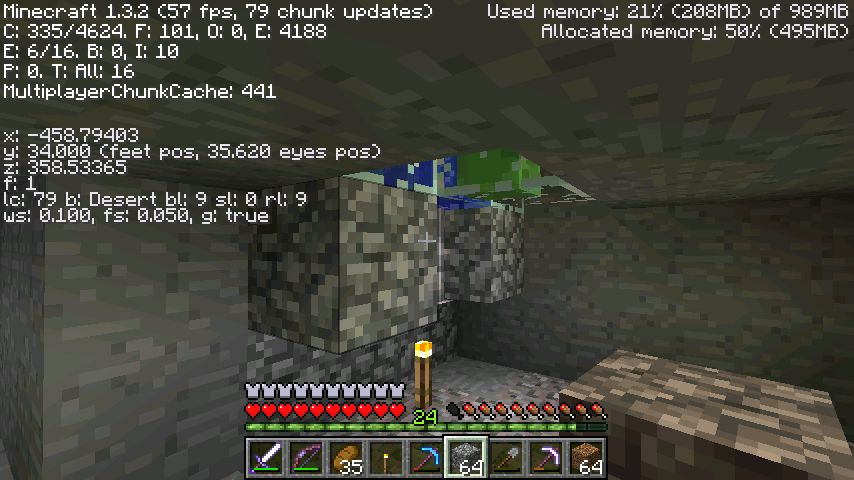 Minecraft 1.3.2 (57 fps, 79 chunk updates)
C: 335/4624. F: 101, O: 0, E: 4188
E: 6/16. B: 0, I: 10
P: 0. T: All: 16
MultiplayerChunkCache: 441
Used memory: 21% (208MB) of 989MB
Allocated memory: 50% (495MB)
x: -458.79403
y: 34.000 (feet pos, 35.620 eyes pos)
z: 358.53365
f: 1
lc: 79 b: Desert bl: 9 sl: 0 rl: 9
ws: 0.100, fs: 0.050, g: true
24
35
64
64